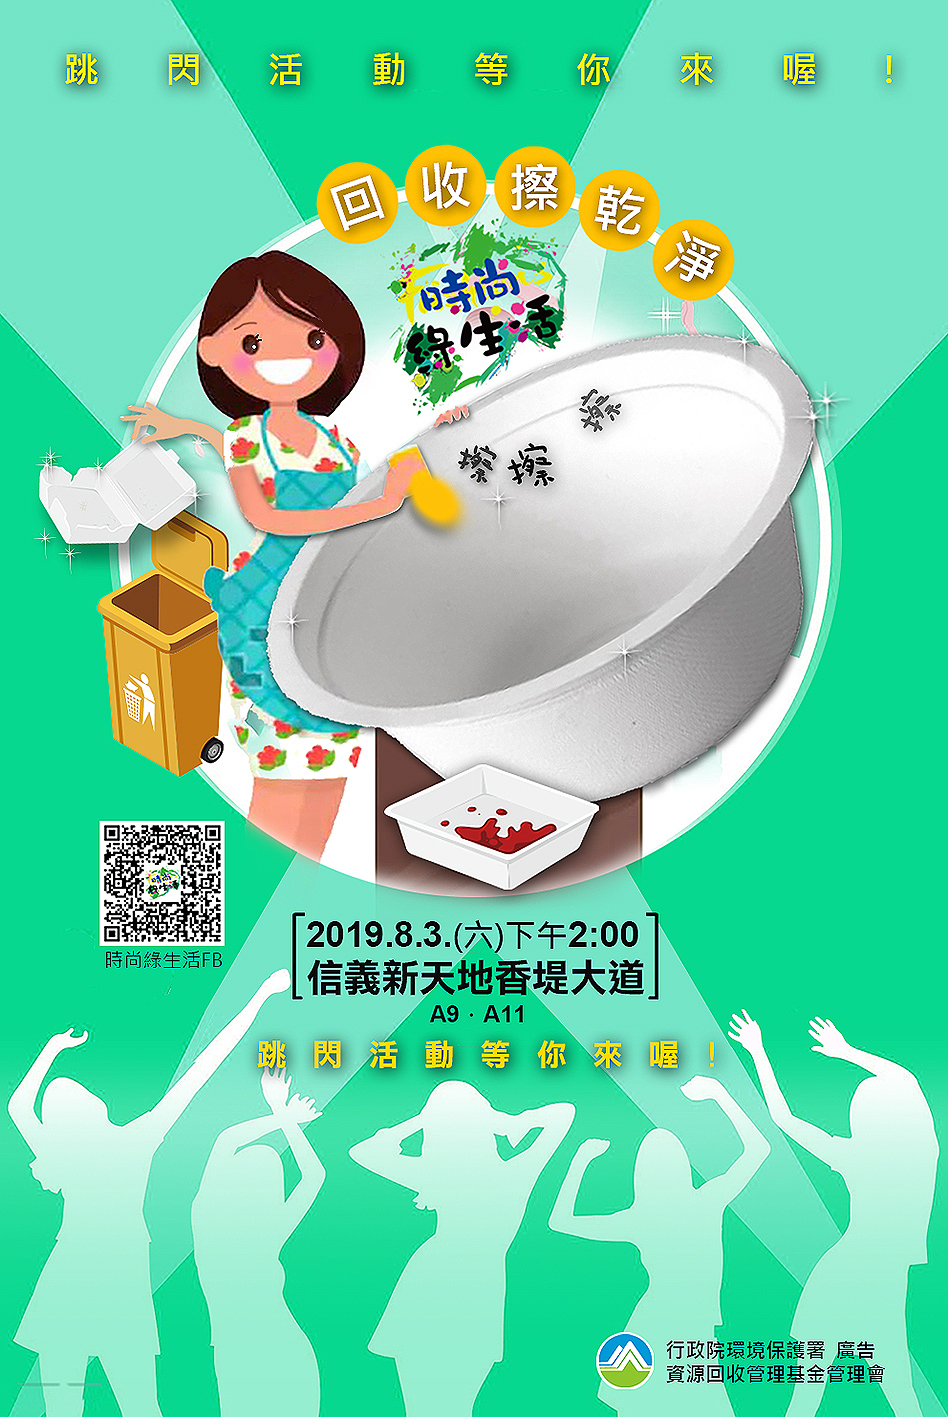 跳閃活動等你來喔！
回收擦乾淨
時尚
綠生活
擦
擦 擦
時尚綠生活FB
2019.8.3.(六)下午2:00
信義新天地香堤大道
A9．A11
跳閃活動等你來喔！
行政院環境保護署 廣告
資源回收管理基金管理會